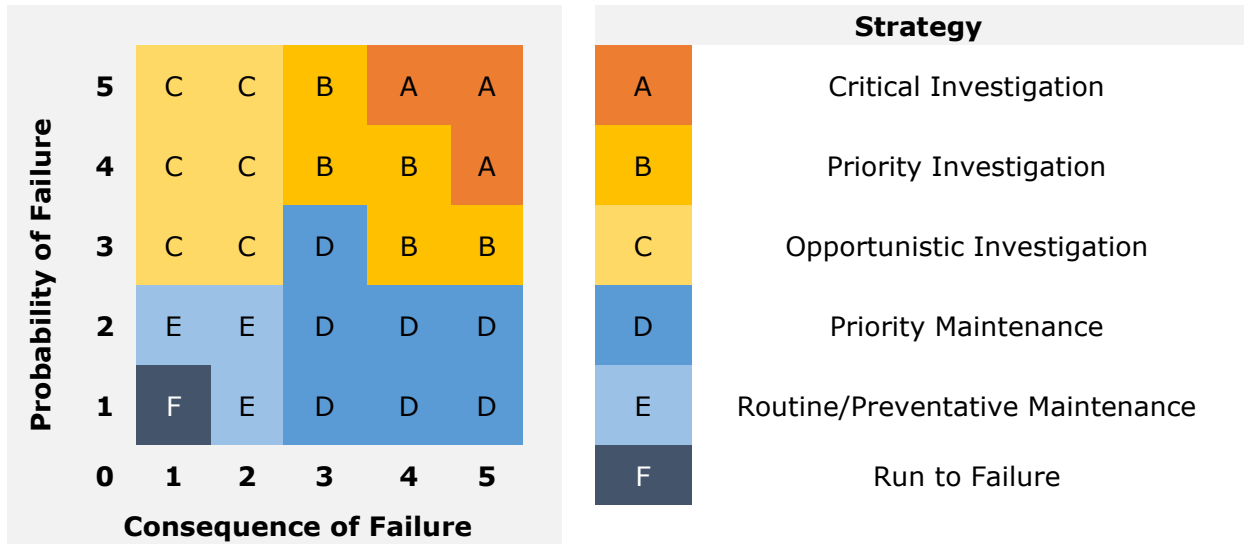 Strategy
Probability of Failure
5 C C B A A
4 C C B B A
3 C C D B B
2 E E D D D
1 F E D D D
0 1 2 3 4 5
Consequence of Failure
A Critical Investigation
B Priority Investigation
C Opportunistic Investigation
D Priority Maintenance
E Routine/Preventative Maintenance
F Run to Failure